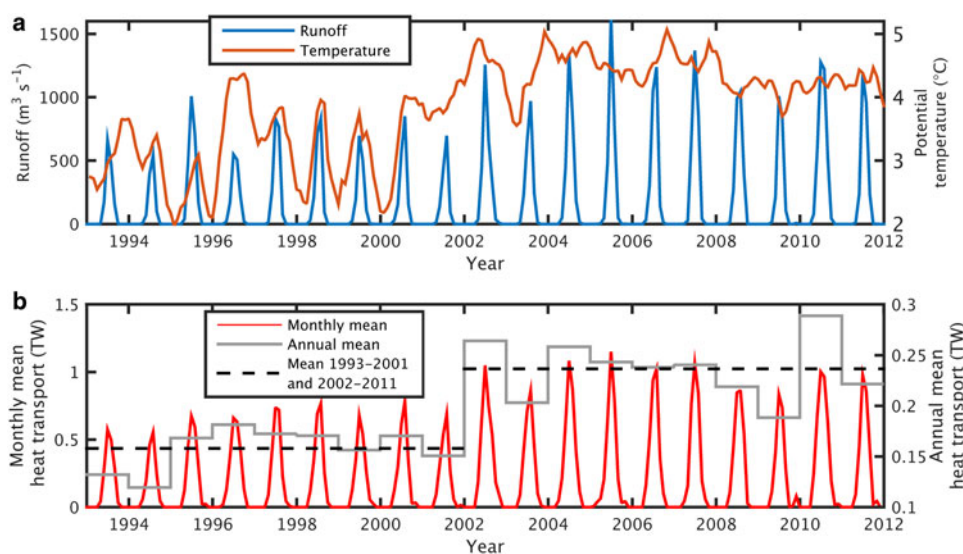 a
Runoff
Temperature
Runoff (m³ s⁻¹)
1500
1000
500
0
5
4
3
2
Potential
temperature (°C)
1994 1996 1998 2000 2002 2004 2006 2008 2010 2012
Year
b
Monthly mean
Annual mean
Mean 1993–2001
and 2002–2011
Monthly mean
heat transport (TW)
1.5
1
0.5
0
0.3
0.25
0.2
0.15
0.1
Annual mean
heat transport (TW)
1994 1996 1998 2000 2002 2004 2006 2008 2010 2012
Year